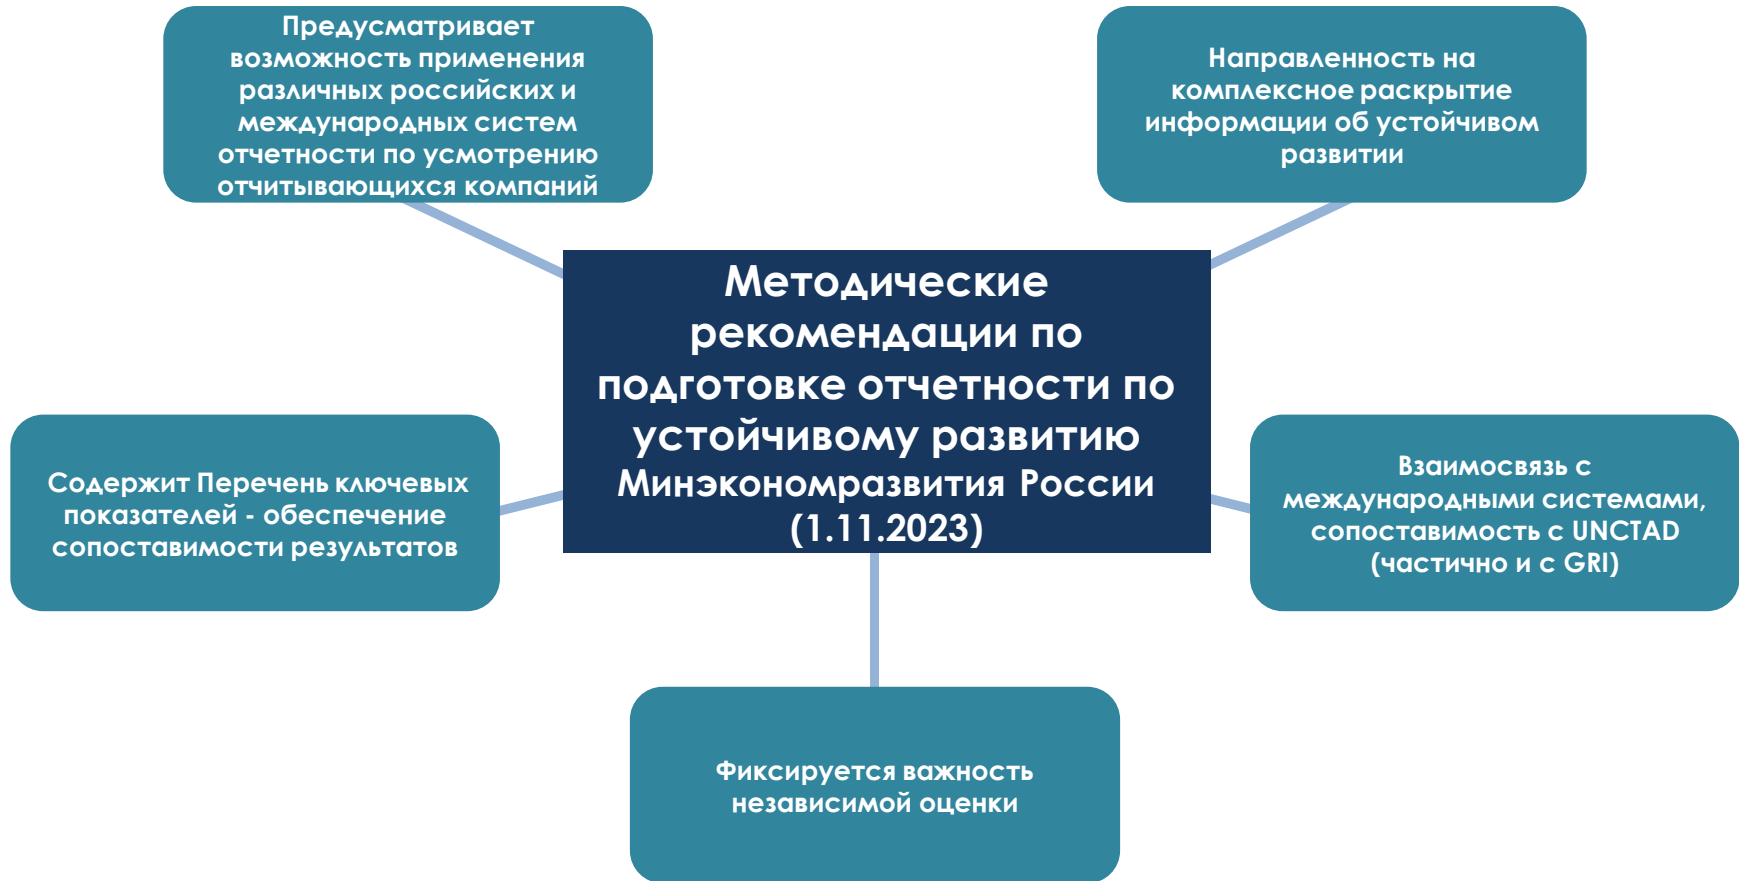 Предусматривает
возможность применения
различных российских и
международных систем
отчетности по усмотрению
отчитывающихся компаний
Направленность на
комплексное раскрытие
информации об устойчивом
развитии
Методические
рекомендации по
подготовке отчетности по
устойчивому развитию
Минэкономразвития России
(1.11.2023)
Содержит Перечень ключевых
показателей - обеспечение
сопоставимости результатов
Взаимосвязь с
международными системами,
сопоставимость с UNCTAD
(частично и с GRI)
Фиксируется важность
независимой оценки